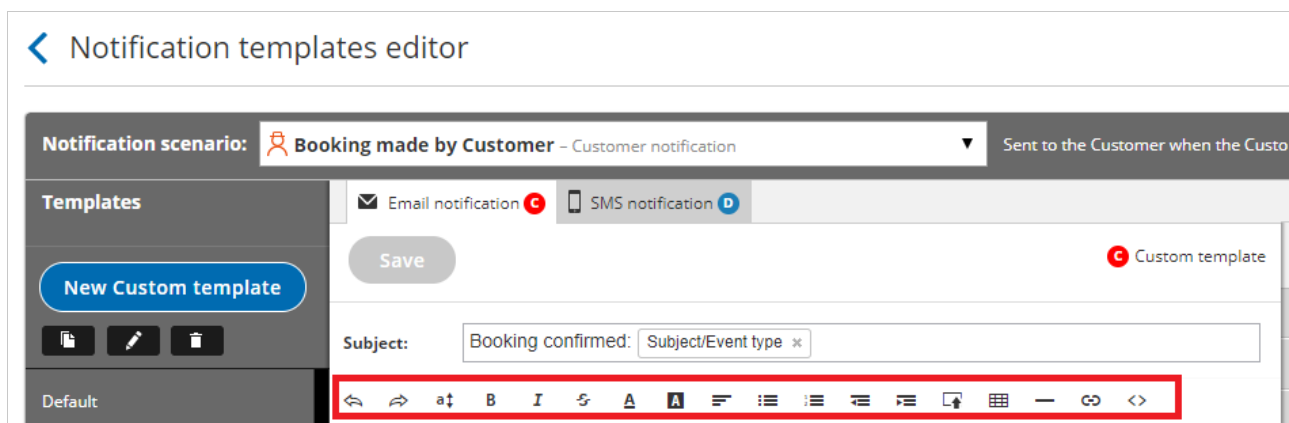 Notification templates editor
Notification scenario: Booking made by Customer – Customer notification Sent to the Customer when the Custo
Templates Email notification C SMS notification D
Save C Custom template
New Custom template
Subject: Booking confirmed: Subject/Event type ×
Default a B I S A A